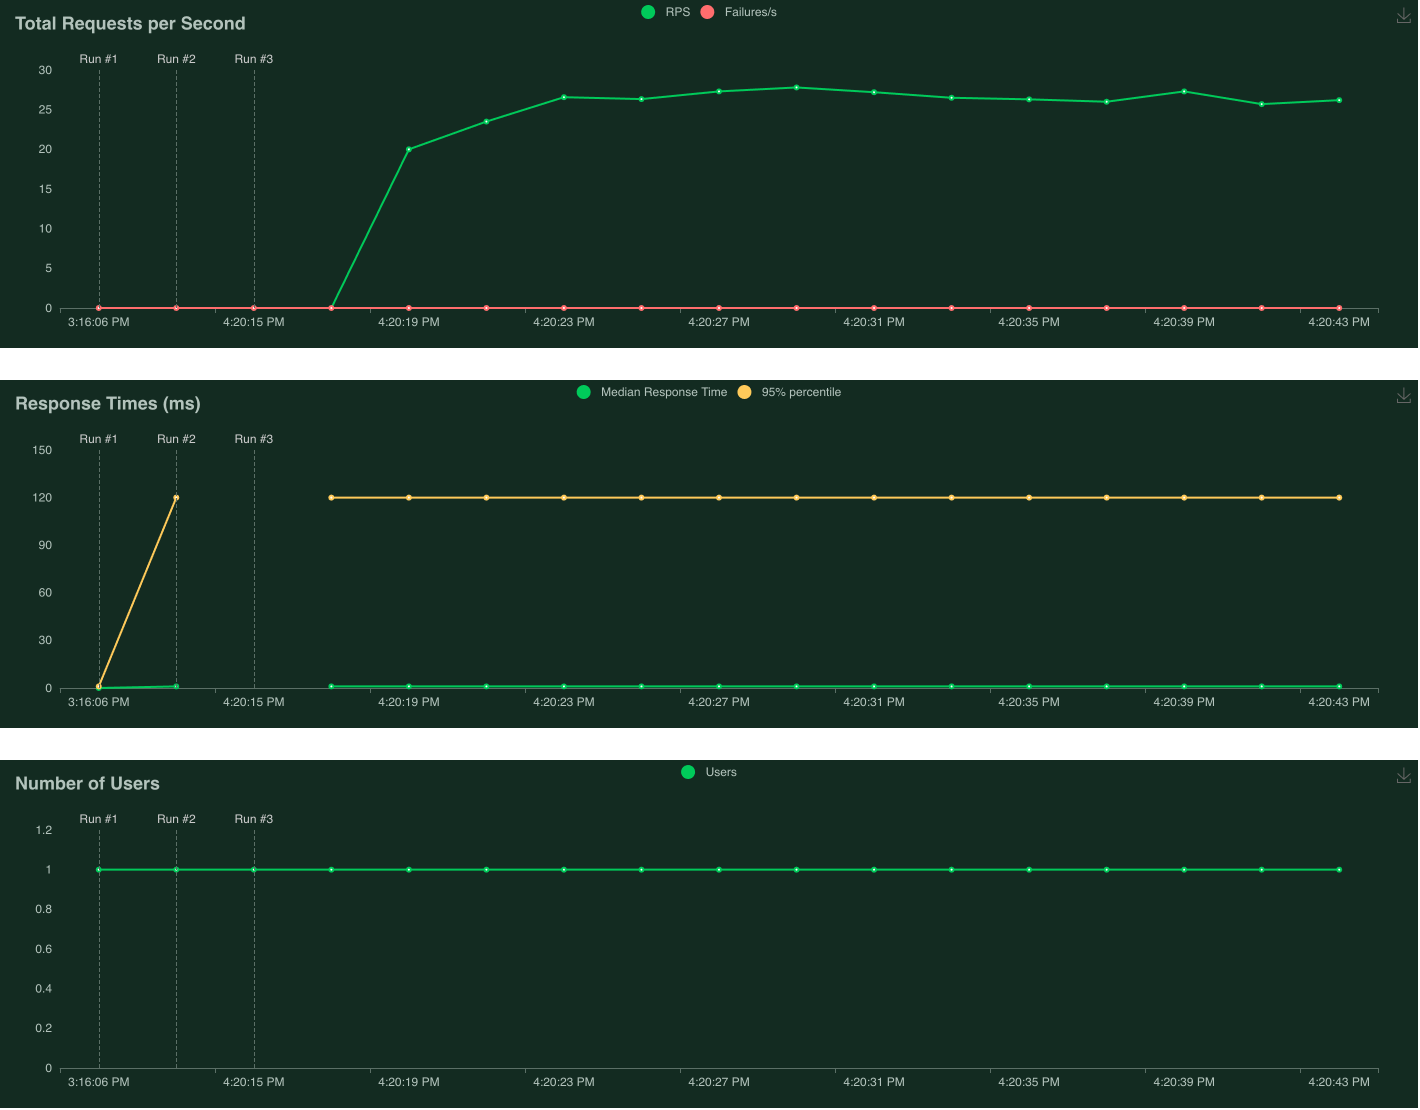 Total Requests per Second
RPS Failures/s
Run #1 Run #2 Run #3
30
25
20
15
10
5
0
3:16:06 PM 4:20:15 PM 4:20:19 PM 4:20:23 PM 4:20:27 PM 4:20:31 PM 4:20:35 PM 4:20:39 PM 4:20:43 PM
Response Times (ms)
Median Response Time 95% percentile
Run #1 Run #2 Run #3
150
120
90
60
30
0
3:16:06 PM 4:20:15 PM 4:20:19 PM 4:20:23 PM 4:20:27 PM 4:20:31 PM 4:20:35 PM 4:20:39 PM 4:20:43 PM
Number of Users
Users
Run #1 Run #2 Run #3
1.2
1
0.8
0.6
0.4
0.2
0
3:16:06 PM 4:20:15 PM 4:20:19 PM 4:20:23 PM 4:20:27 PM 4:20:31 PM 4:20:35 PM 4:20:39 PM 4:20:43 PM